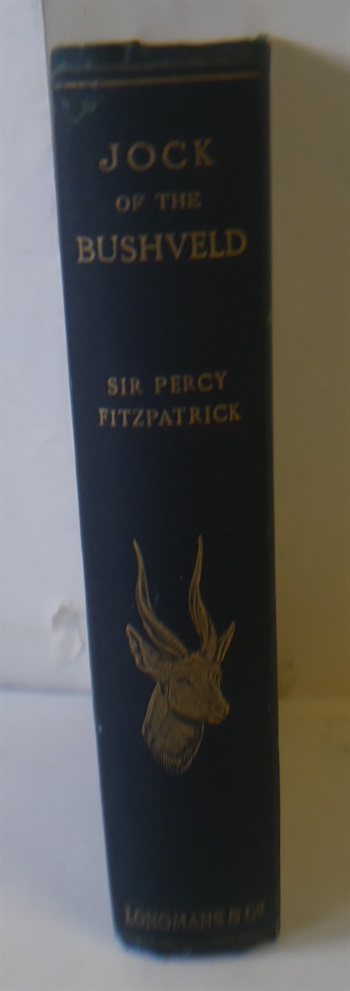 JOCK
OF THE
BUSHVELD
SIR PERCY
FITZPATRICK
LONGMANS & Co